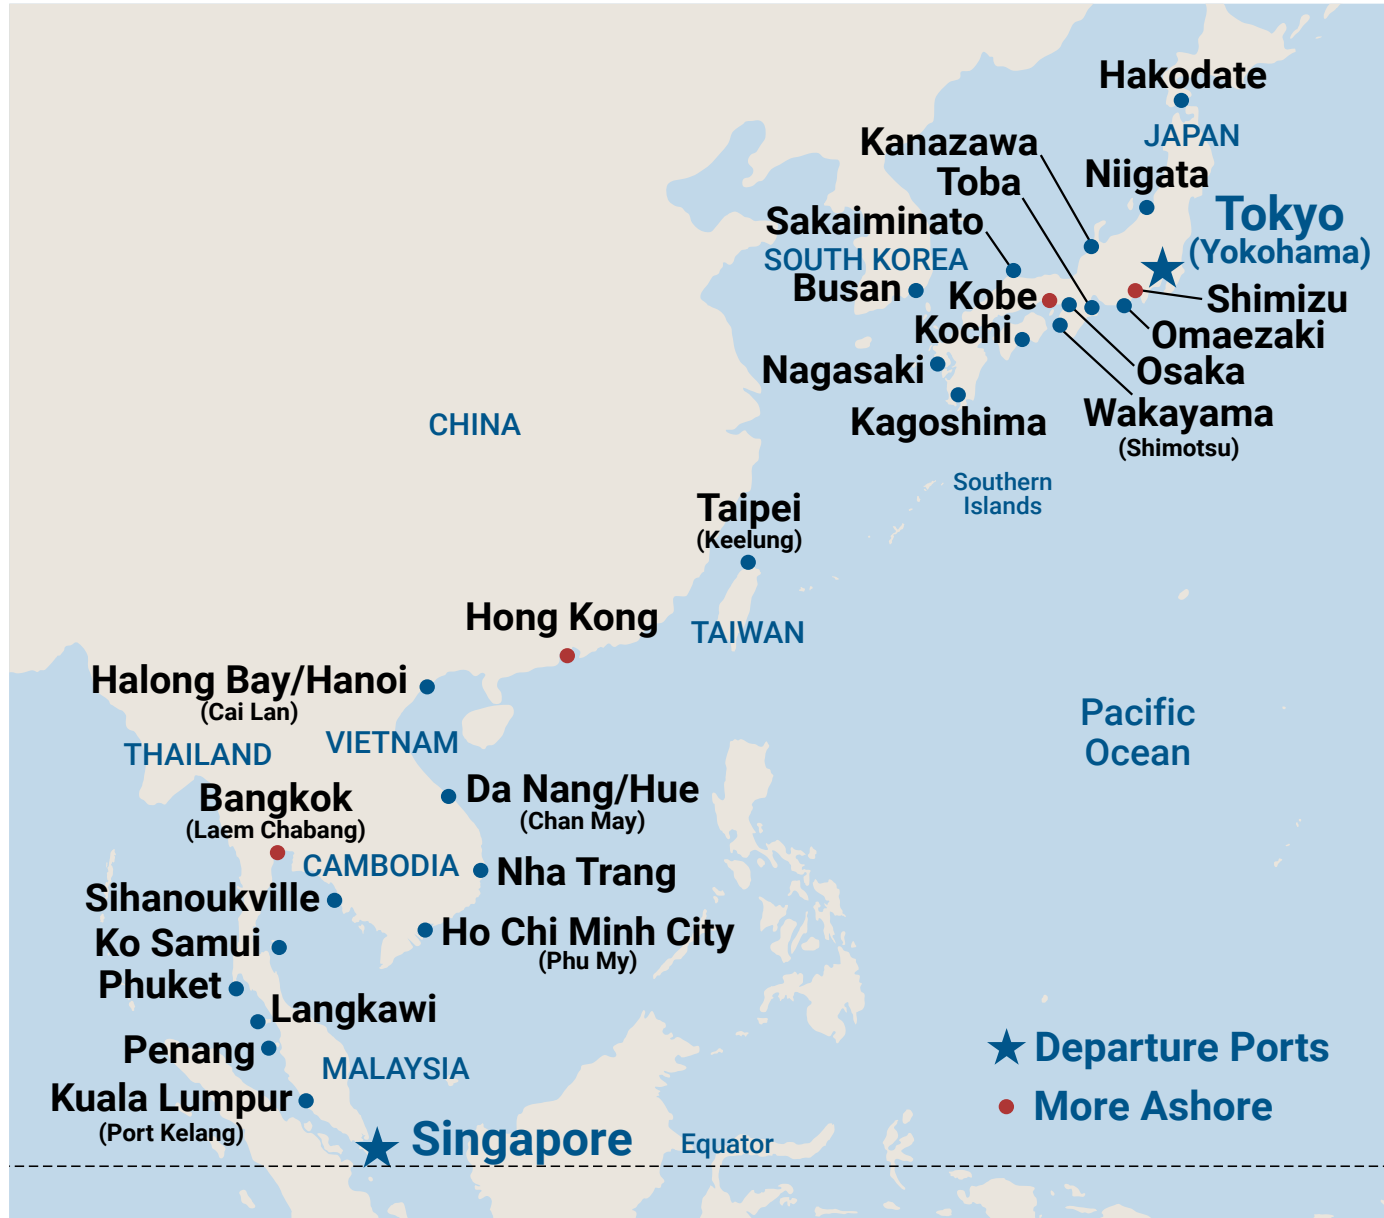 Hakodate
JAPAN
Kanazawa
Niigata
Toba
Tokyo
(Yokohama)
Sakaiminato
SOUTH KOREA
Busan
Kobe
Shimizu
Kochi
Omaezaki
Nagasaki
Osaka
Kagoshima
Wakayama
(Shimotsu)
CHINA
Southern
Islands
Taipei
(Keelung)
Hong Kong
TAIWAN
Halong Bay/Hanoi
(Cai Lan)
THAILAND
VIETNAM
Pacific
Ocean
Bangkok
(Laem Chabang)
Da Nang/Hue
(Chan May)
CAMBODIA
Nha Trang
Sihanoukville
Ho Chi Minh City
(Phu My)
Ko Samui
Phuket
Langkawi
Penang
MALAYSIA
Kuala Lumpur
(Port Kelang)
Singapore
Equator
Departure Ports
More Ashore